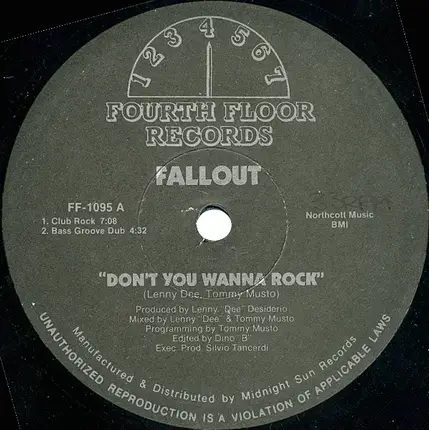 1 2 3 4 5 6 7
FOURTH FLOOR
RECORDS
FALLOUT
FF-1095 A
1. Club Rock 7:08
2. Bass Groove Dub 4:32
Northcott Music
BMI
"DON'T YOU WANNA ROCK"
(Lenny Dee, Tommy Musto)
Produced by Lenny "Dee" Desiderio
Mixed by Lenny "Dee" & Tommy Musto
Programming by Tommy Musto
Edited by Dino "B"
Exec. Prod. Silvio Tancredi
Manufactured & Distributed by Midnight Sun Records
UNAUTHORIZED REPRODUCTION IS A VIOLATION OF APPLICABLE LAWS